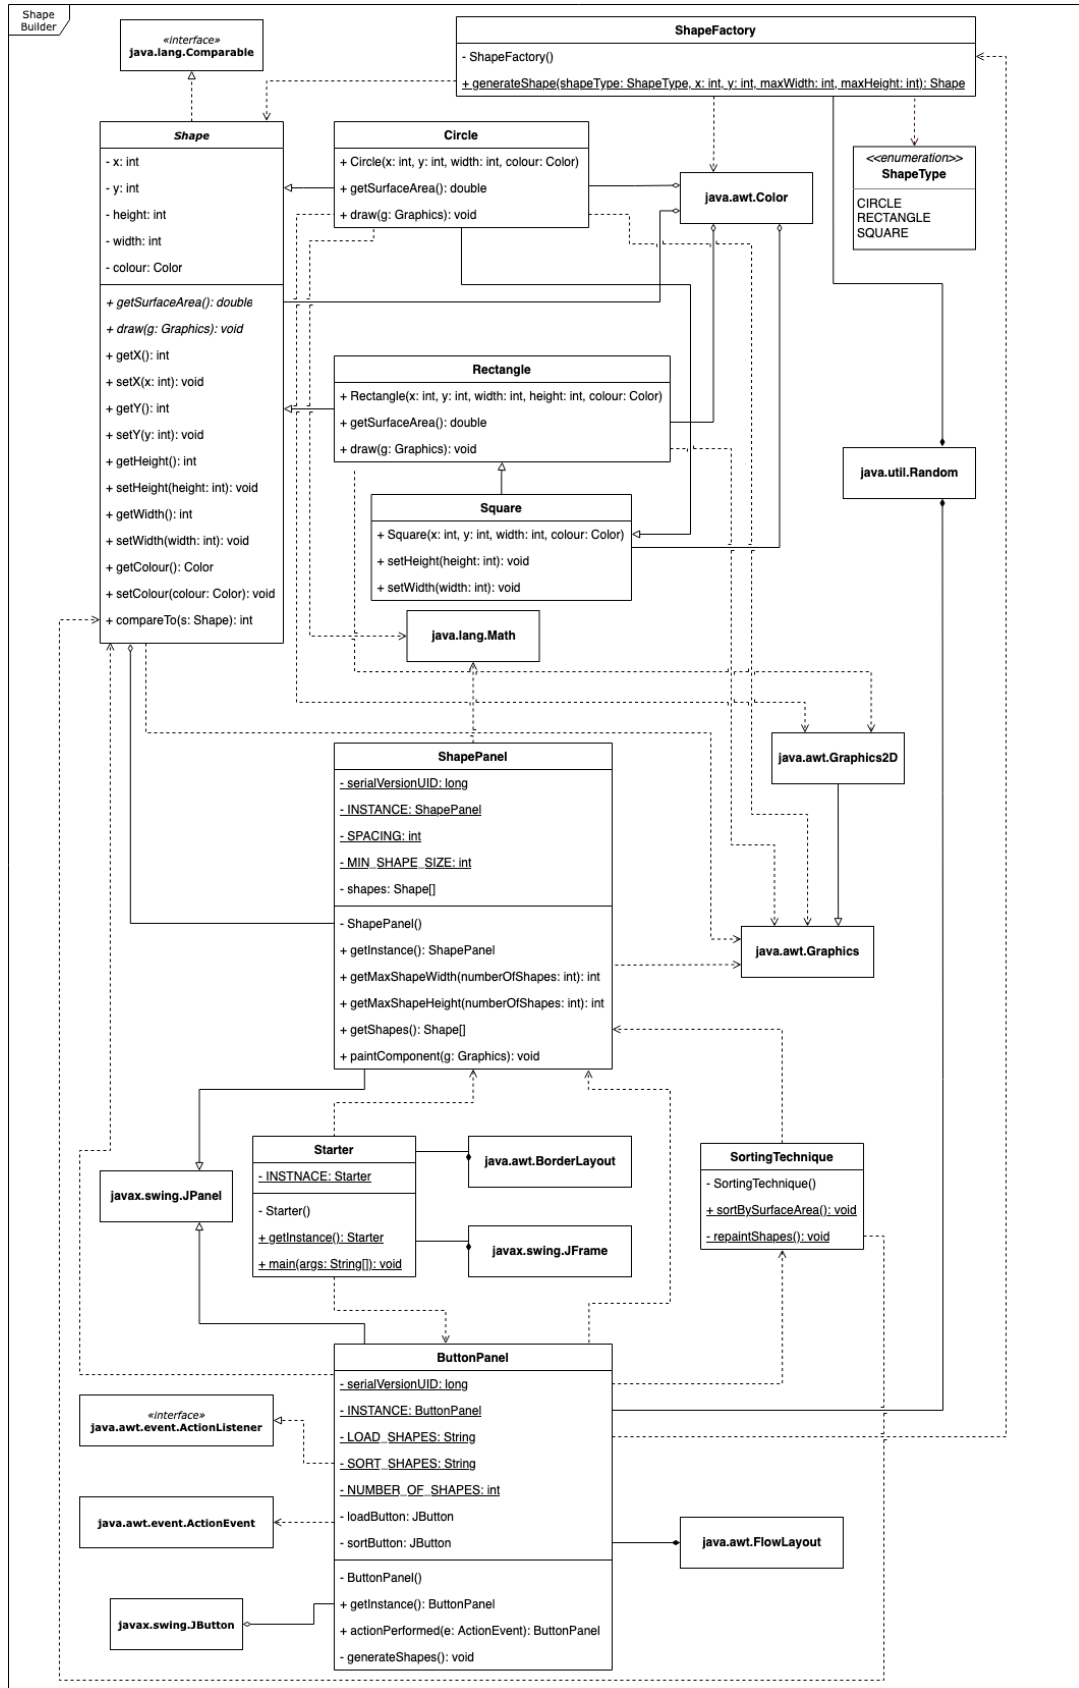 Shape
Builder
«interface»
java.lang.Comparable
ShapeFactory
- ShapeFactory()
+ generateShape(shapeType: ShapeType, x: int, y: int, maxWidth: int, maxHeight: int): Shape
Shape
- x: int
- y: int
- height: int
- width: int
- colour: Color
+ getSurfaceArea(): double
+ draw(g: Graphics): void
+ getX(): int
+ setX(x: int): void
+ getY(): int
+ setY(y: int): void
+ getHeight(): int
+ setHeight(height: int): void
+ getWidth(): int
+ setWidth(width: int): void
+ getColour(): Color
+ setColour(colour: Color): void
+ compareTo(s: Shape): int
Circle
+ Circle(x: int, y: int, width: int, colour: Color)
+ getSurfaceArea(): double
+ draw(g: Graphics): void
java.awt.Color
<<enumeration>>
ShapeType
CIRCLE
RECTANGLE
SQUARE
Rectangle
+ Rectangle(x: int, y: int, width: int, height: int, colour: Color)
+ getSurfaceArea(): double
+ draw(g: Graphics): void
java.util.Random
Square
+ Square(x: int, y: int, width: int, colour: Color)
+ setHeight(height: int): void
+ setWidth(width: int): void
java.lang.Math
ShapePanel
- serialVersionUID: long
- INSTANCE: ShapePanel
- SPACING: int
- MIN_SHAPE_SIZE: int
- shapes: Shape[]
- ShapePanel()
+ getInstance(): ShapePanel
+ getMaxShapeWidth(numberOfShapes: int): int
+ getMaxShapeHeight(numberOfShapes: int): int
+ getShapes(): Shape[]
+ paintComponent(g: Graphics): void
java.awt.Graphics2D
java.awt.Graphics
Starter
- INSTNACE: Starter
- Starter()
+ getInstance(): Starter
+ main(args: String[]): void
java.awt.BorderLayout
javax.swing.JFrame
SortingTechnique
- SortingTechnique()
+ sortBySurfaceArea(): void
- repaintShapes(): void
javax.swing.JPanel
ButtonPanel
- serialVersionUID: long
- INSTANCE: ButtonPanel
- LOAD_SHAPES: String
- SORT_SHAPES: String
- NUMBER_OF_SHAPES: int
- loadButton: JButton
- sortButton: JButton
- ButtonPanel()
+ getInstance(): ButtonPanel
+ actionPerformed(e: ActionEvent): ButtonPanel
- generateShapes(): void
«interface»
java.awt.event.ActionListener
java.awt.event.ActionEvent
java.awt.FlowLayout
javax.swing.JButton